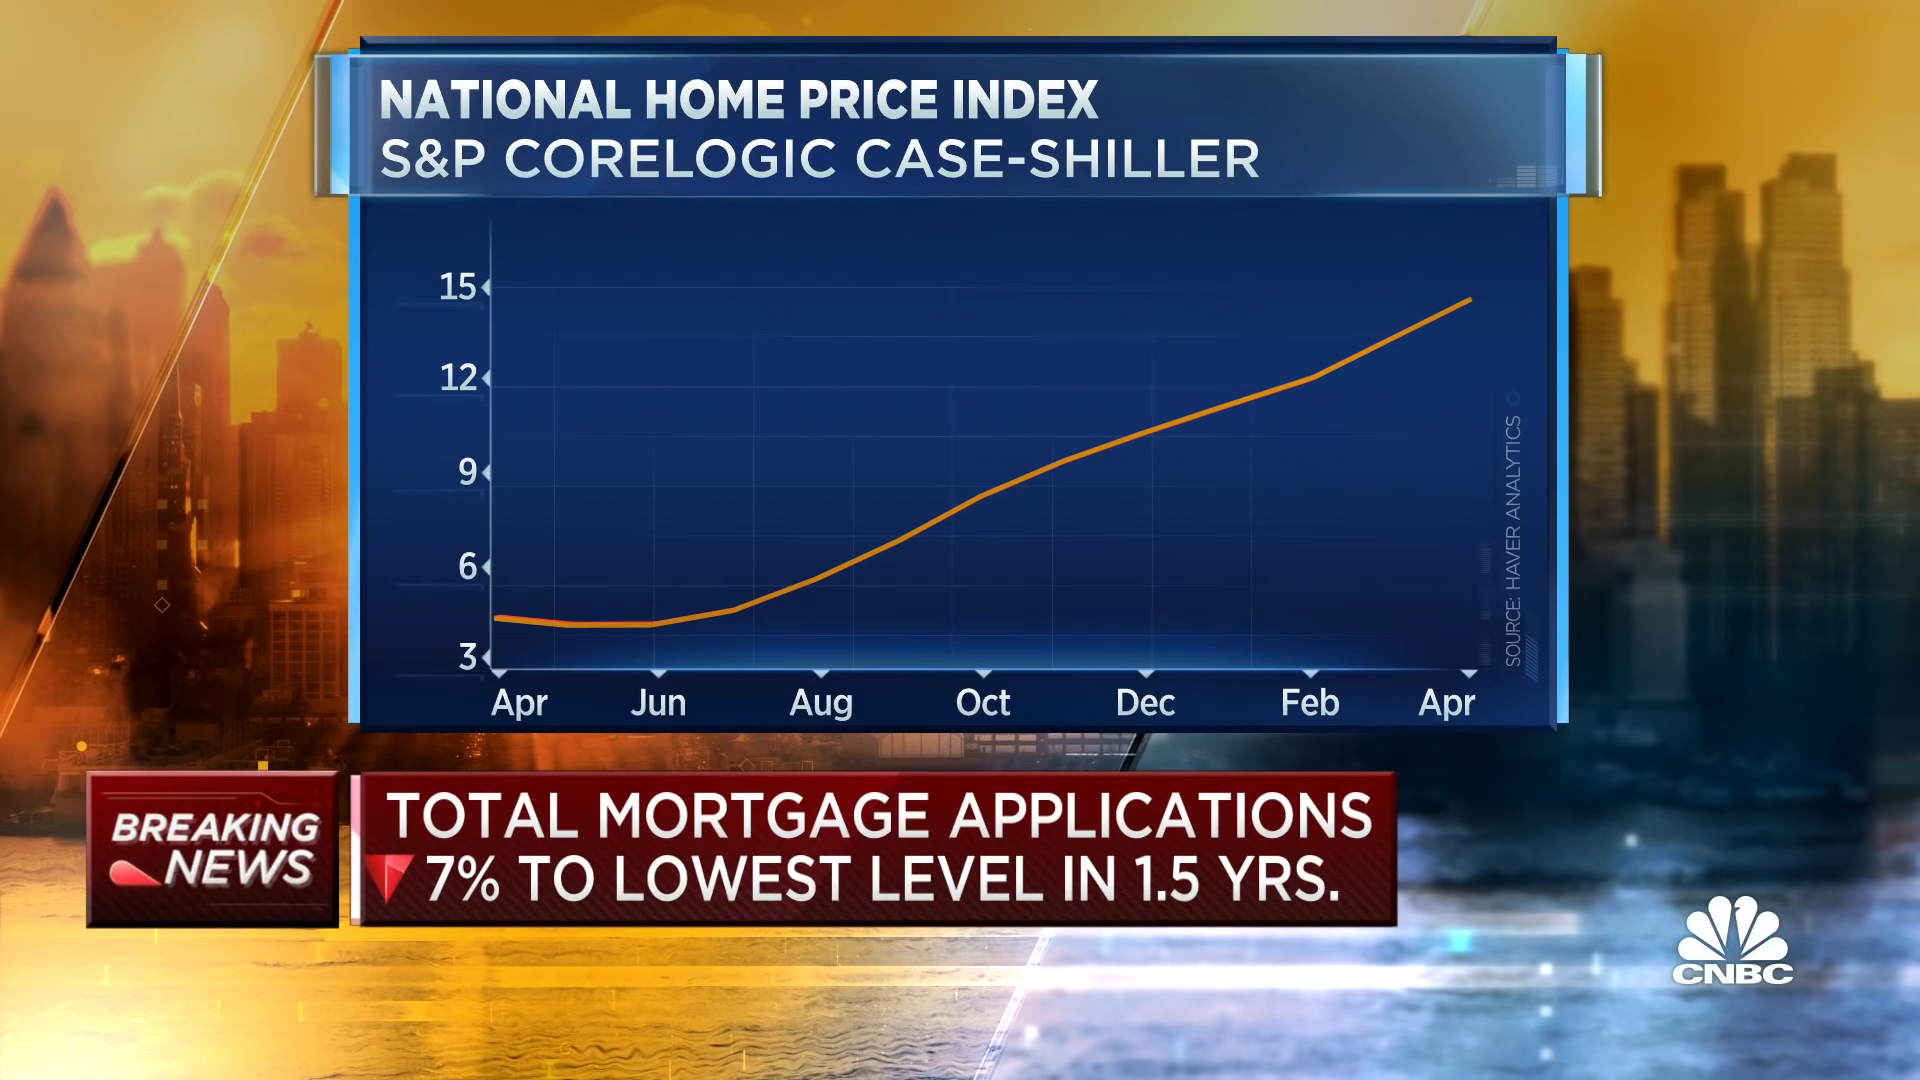 NATIONAL HOME PRICE INDEX
S&P CORELOGIC CASE-SHILLER
15
12
9
6
3
Apr Jun Aug Oct Dec Feb Apr
SOURCE: HAVER ANALYTICS
BREAKING
NEWS
TOTAL MORTGAGE APPLICATIONS
7% TO LOWEST LEVEL IN 1.5 YRS.
CNBC